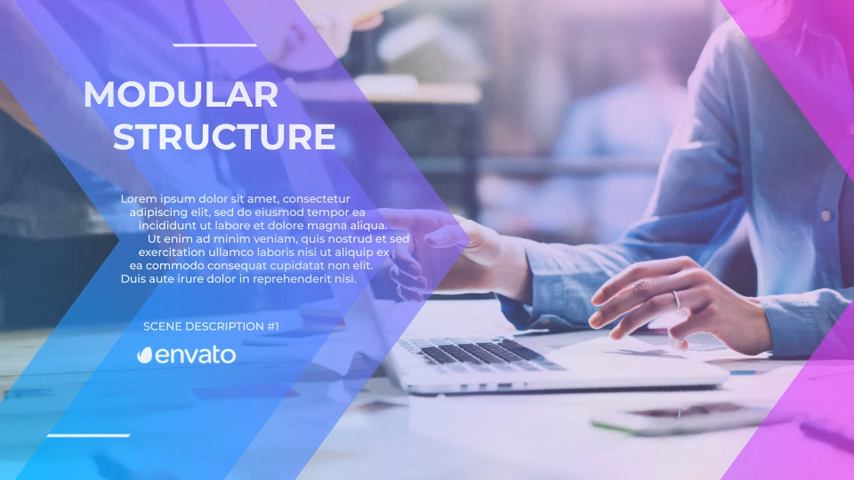 MODULAR
STRUCTURE
Lorem ipsum dolor sit amet, consectetur
adipiscing elit, sed do eiusmod tempor ea
incididunt ut labore et dolore magna aliqua.
Ut enim ad minim veniam, quis nostrud et sed
exercitation ullamco laboris nisi ut aliquip ex
ea commodo consequat cupidatat non elit.
Duis aute irure dolor in reprehenderit nisi.
SCENE DESCRIPTION #1
envato